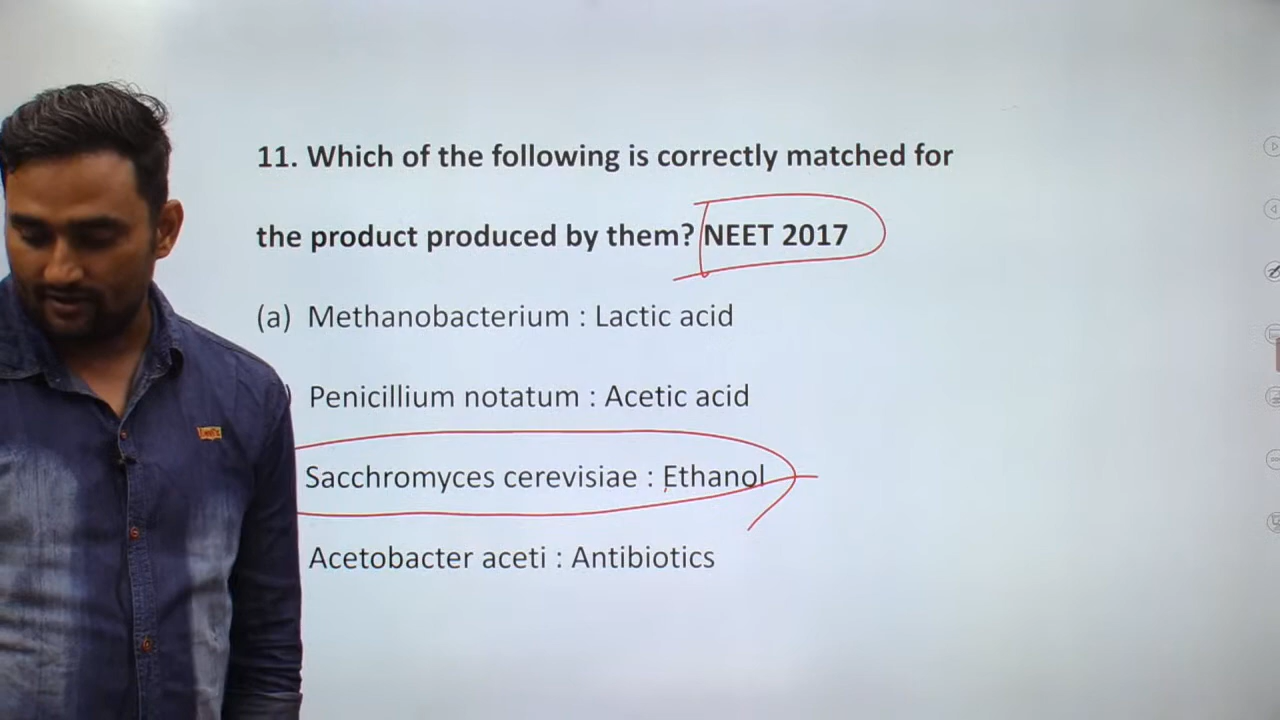 11. Which of the following is correctly matched for
the product produced by them? NEET 2017
(a) Methanobacterium : Lactic acid
) Penicillium notatum : Acetic acid
Sacchromyces cerevisiae : Ethanol
Acetobacter aceti : Antibiotics